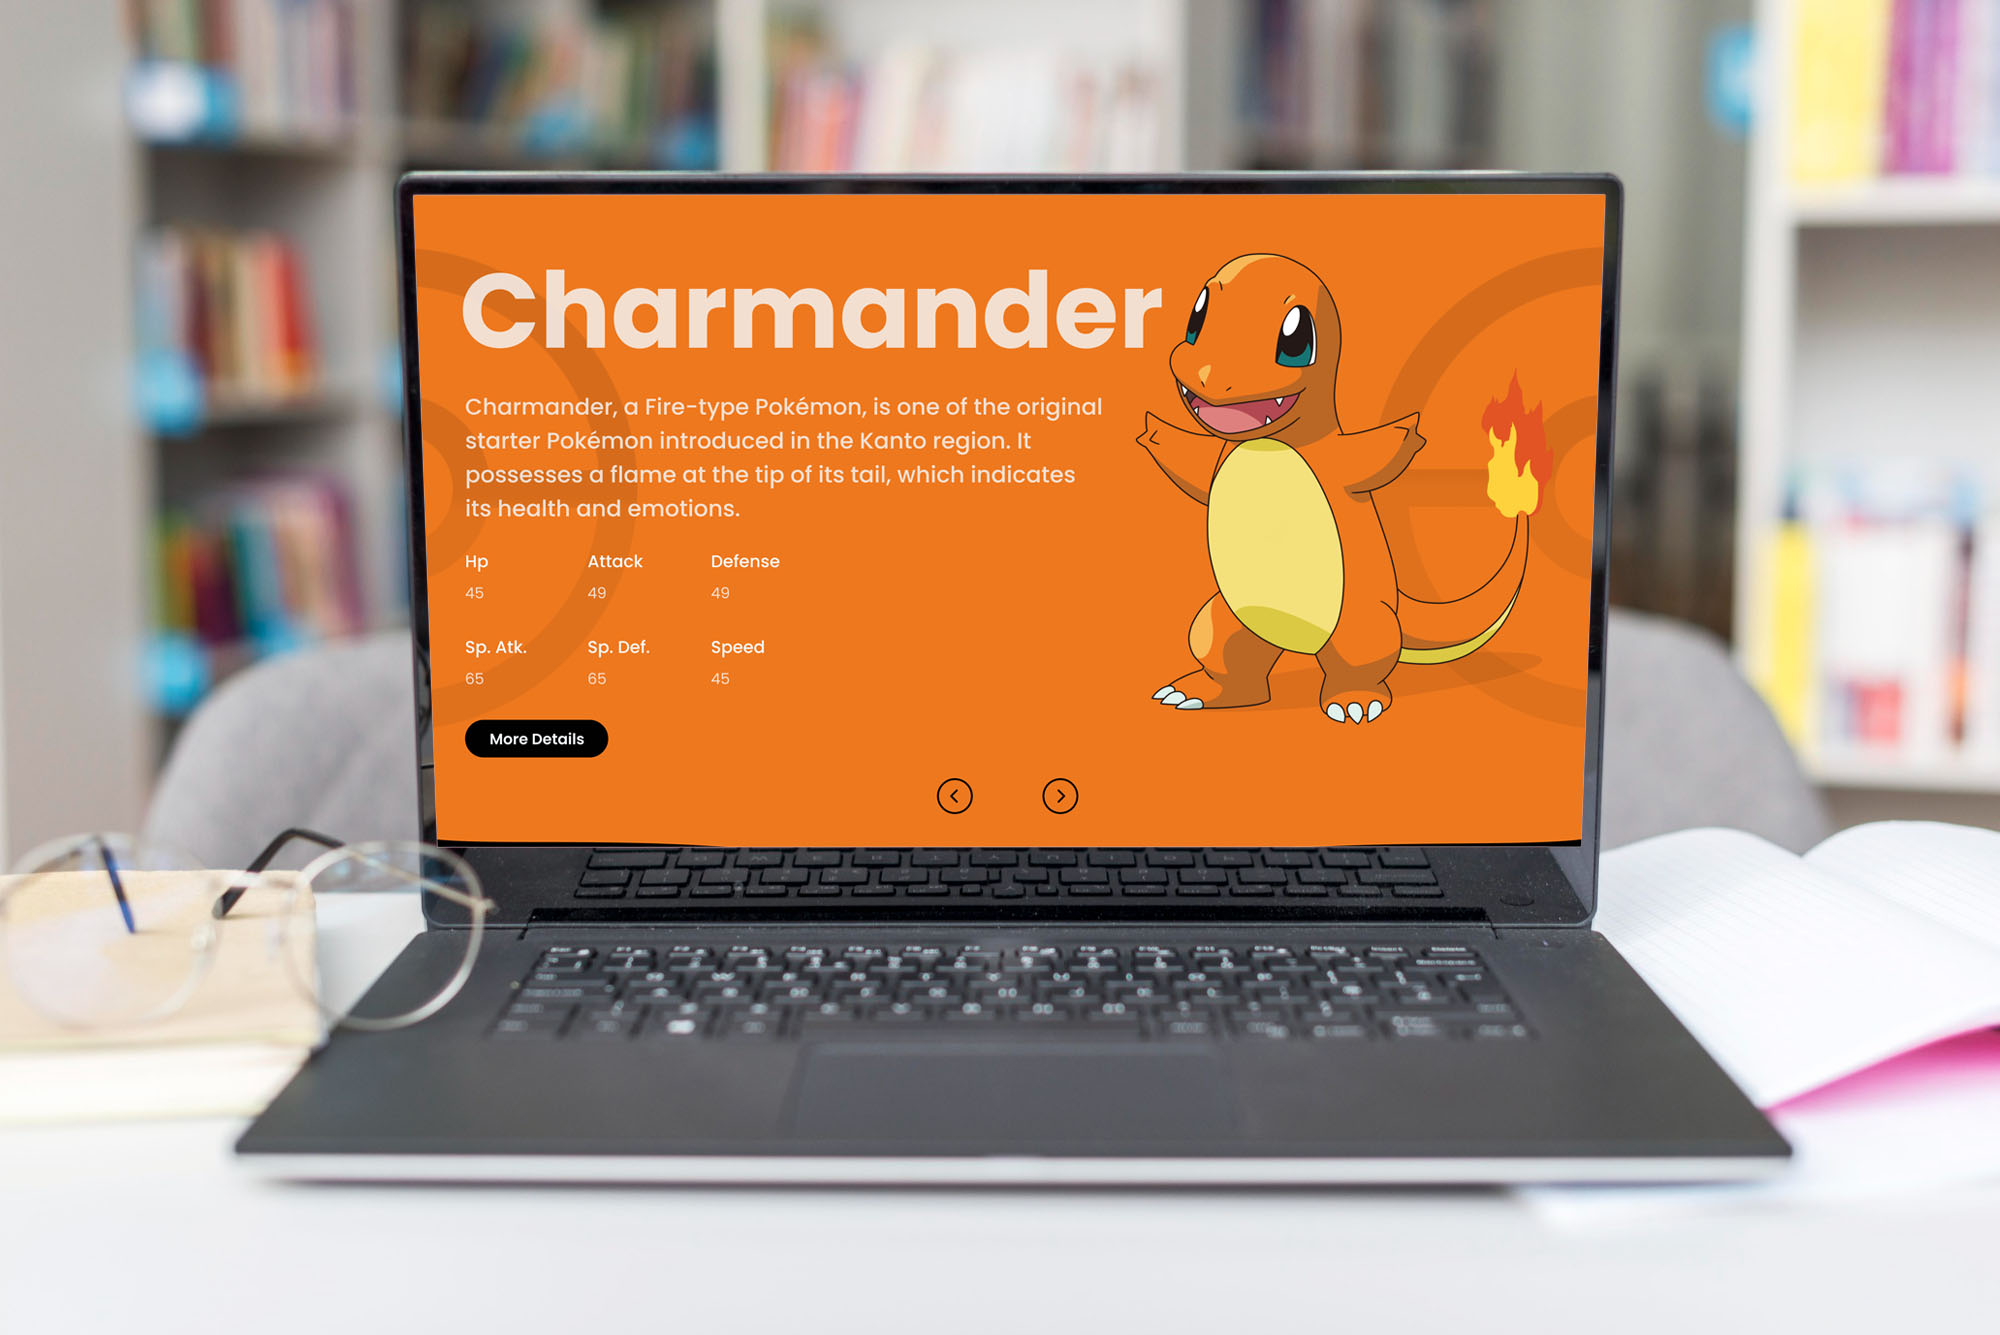 Charmander
Charmander, a Fire-type Pokémon, is one of the original
starter Pokémon introduced in the Kanto region. It
possesses a flame at the tip of its tail, which indicates
its health and emotions.
Hp Attack Defense
45 49 49
Sp. Atk. Sp. Def. Speed
65 65 45
More Details